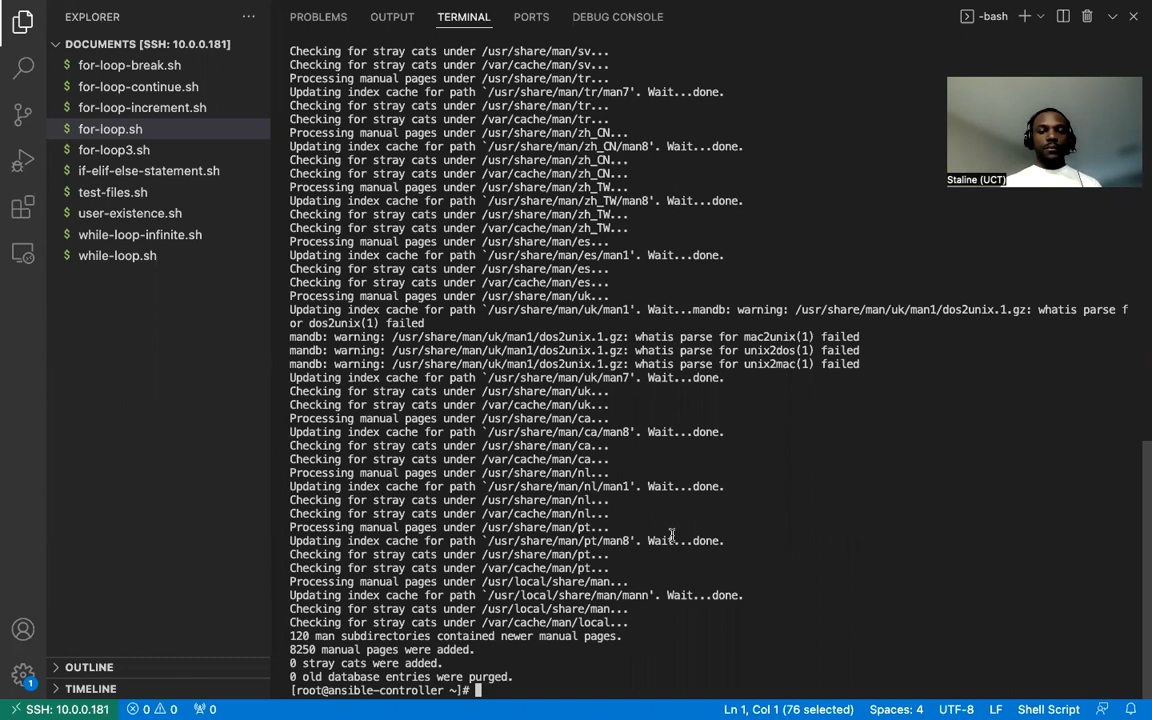 EXPLORER
DOCUMENTS [SSH: 10.0.0.181]
$ for-loop-break.sh
$ for-loop-continue.sh
$ for-loop-increment.sh
$ for-loop.sh
$ for-loop3.sh
$ if-elif-else-statement.sh
$ test-files.sh
$ user-existence.sh
$ while-loop-infinite.sh
$ while-loop.sh
OUTLINE
TIMELINE
PROBLEMS OUTPUT TERMINAL PORTS DEBUG CONSOLE
-bash
Checking for stray cats under /usr/share/man/sv...
Checking for stray cats under /var/cache/man/sv...
Processing manual pages under /usr/share/man/tr...
Updating index cache for path `/usr/share/man/tr/man7'. Wait...done.
Checking for stray cats under /usr/share/man/tr...
Checking for stray cats under /var/cache/man/tr...
Processing manual pages under /usr/share/man/zh_CN...
Updating index cache for path `/usr/share/man/zh_CN/man8'. Wait...done.
Checking for stray cats under /usr/share/man/zh_CN...
Checking for stray cats under /var/cache/man/zh_CN...
Processing manual pages under /usr/share/man/zh_TW...
Updating index cache for path `/usr/share/man/zh_TW/man8'. Wait...done.
Checking for stray cats under /usr/share/man/zh_TW...
Checking for stray cats under /var/cache/man/zh_TW...
Processing manual pages under /usr/share/man/es...
Updating index cache for path `/usr/share/man/es/man1'. Wait...done.
Checking for stray cats under /usr/share/man/es...
Checking for stray cats under /var/cache/man/es...
Processing manual pages under /usr/share/man/uk...
Updating index cache for path `/usr/share/man/uk/man1'. Wait...mandb: warning: /usr/share/man/uk/man1/dos2unix.1.gz: whatis parse f
or dos2unix(1) failed
mandb: warning: /usr/share/man/uk/man1/dos2unix.1.gz: whatis parse for mac2unix(1) failed
mandb: warning: /usr/share/man/uk/man1/dos2unix.1.gz: whatis parse for unix2dos(1) failed
mandb: warning: /usr/share/man/uk/man1/dos2unix.1.gz: whatis parse for unix2mac(1) failed
Updating index cache for path `/usr/share/man/uk/man7'. Wait...done.
Checking for stray cats under /usr/share/man/uk...
Checking for stray cats under /var/cache/man/uk...
Processing manual pages under /usr/share/man/ca...
Updating index cache for path `/usr/share/man/ca/man8'. Wait...done.
Checking for stray cats under /usr/share/man/ca...
Checking for stray cats under /var/cache/man/ca...
Processing manual pages under /usr/share/man/nl...
Updating index cache for path `/usr/share/man/nl/man1'. Wait...done.
Checking for stray cats under /usr/share/man/nl...
Checking for stray cats under /var/cache/man/nl...
Processing manual pages under /usr/share/man/pt...
Updating index cache for path `/usr/share/man/pt/man8'. Wait...done.
Checking for stray cats under /usr/share/man/pt...
Checking for stray cats under /var/cache/man/pt...
Processing manual pages under /usr/local/share/man...
Updating index cache for path `/usr/local/share/man/mann'. Wait...done.
Checking for stray cats under /usr/local/share/man...
Checking for stray cats under /var/cache/man/local...
120 man subdirectories contained newer manual pages.
8250 manual pages were added.
0 stray cats were added.
0 old database entries were purged.
[root@ansible-controller ~]#
Staline (UCT)
1
SSH: 10.0.0.181 0 0 0 Ln 1, Col 1 (76 selected) Spaces: 4 UTF-8 LF Shell Script